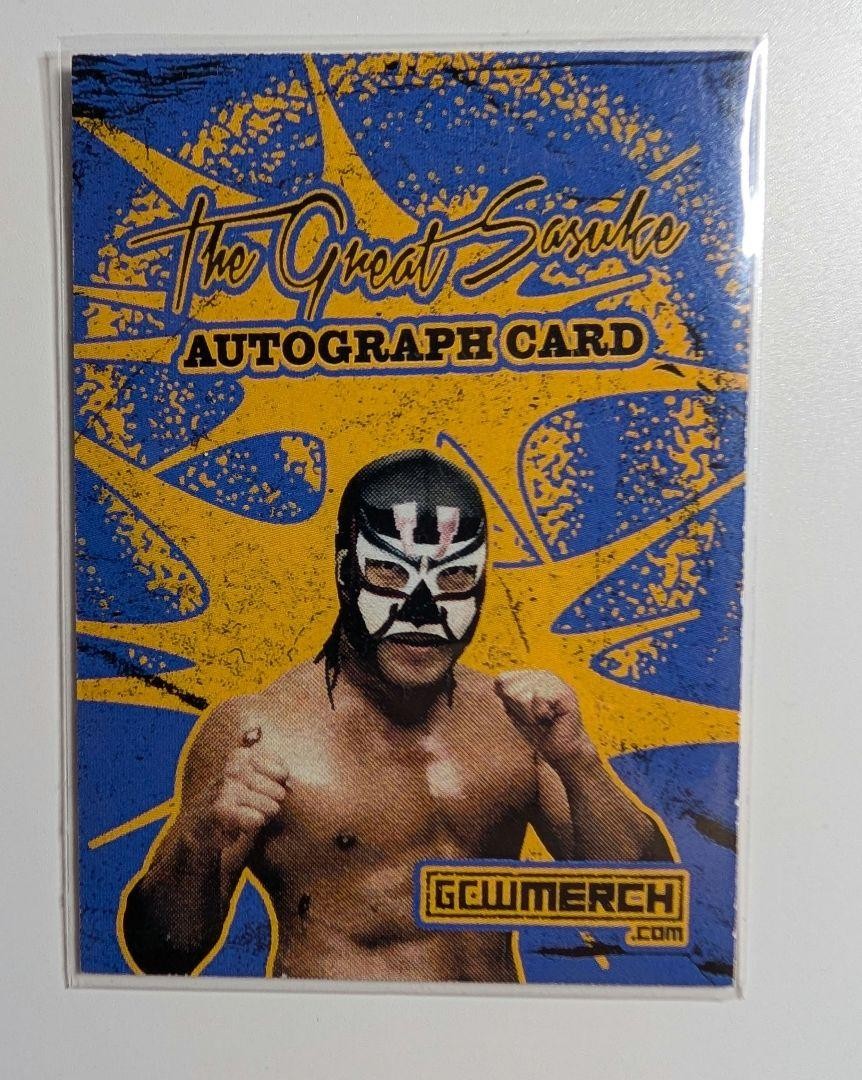 The Great Sasuke
AUTOGRAPH CARD
GCWMERCH
.COM